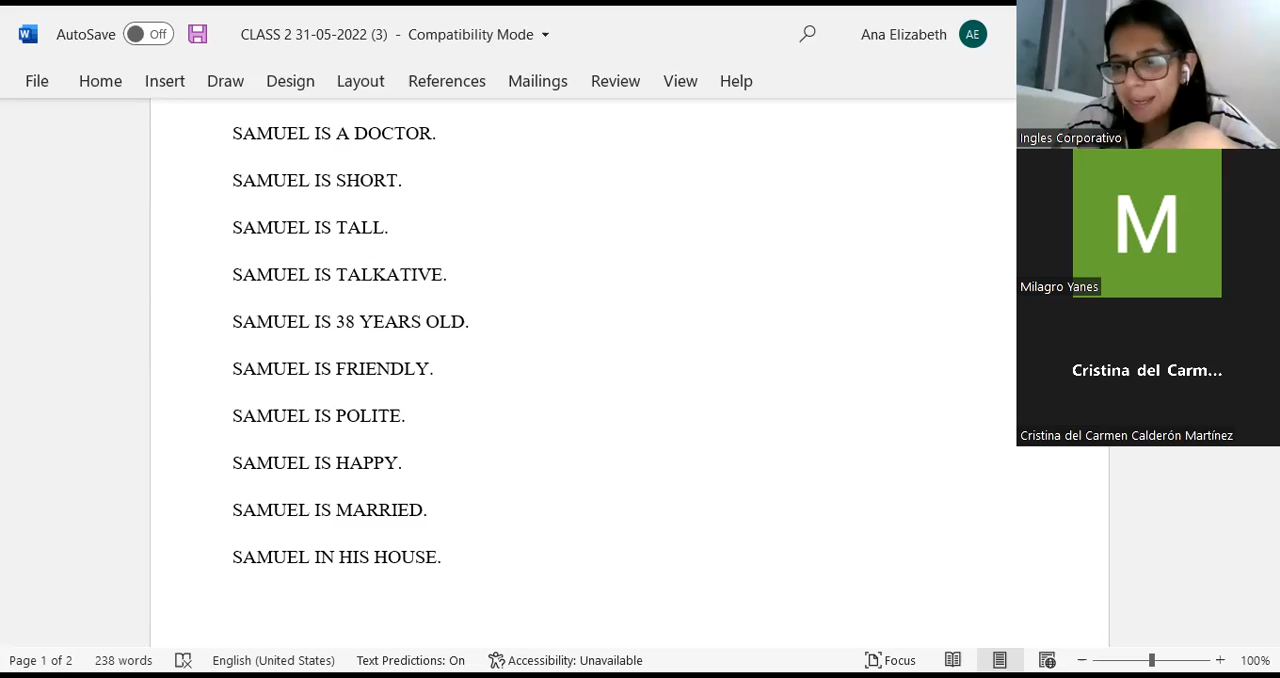 AutoSave Off CLASS 2 31-05-2022 (3) - Compatibility Mode Ana Elizabeth AE
File Home Insert Draw Design Layout References Mailings Review View Help
SAMUEL IS A DOCTOR.
SAMUEL IS SHORT.
SAMUEL IS TALL.
SAMUEL IS TALKATIVE.
SAMUEL IS 38 YEARS OLD.
SAMUEL IS FRIENDLY.
SAMUEL IS POLITE.
SAMUEL IS HAPPY.
SAMUEL IS MARRIED.
SAMUEL IN HIS HOUSE.
Ingles Corporativo
M
Milagro Yanes
Cristina del Carm...
Cristina del Carmen Calderón Martínez
Page 1 of 2 238 words English (United States) Text Predictions: On Accessibility: Unavailable Focus 100%